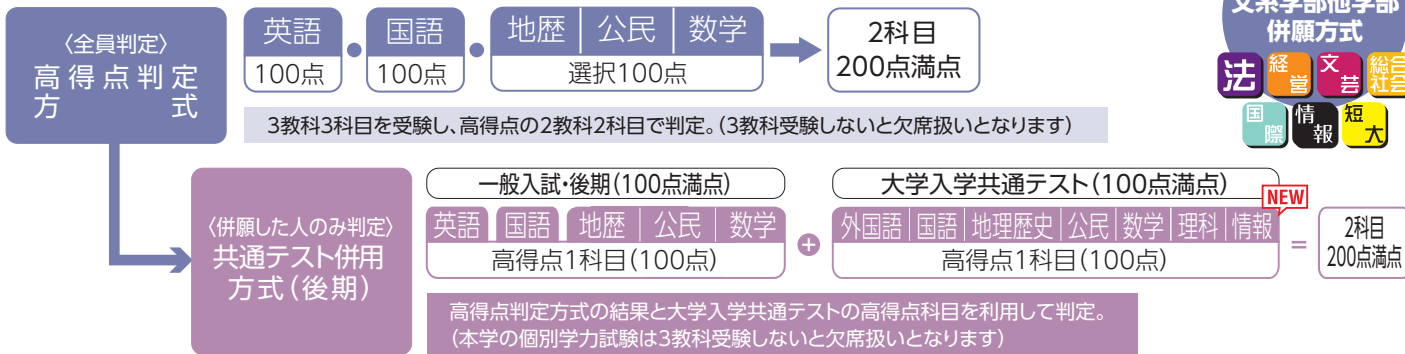 〈全員判定〉
高得点判定
方式
英語
100点
国語
100点
地歴 公民 数学
選択100点
2科目
200点満点
3教科3科目を受験し、高得点の2教科2科目で判定。(3教科受験しないと欠席扱いとなります)
文系学部他学部
併願方式
法 経営 文芸 総合社会
国際 情報 短大
〈併願した人のみ判定〉
共通テスト併用
方式(後期)
一般入試・後期(100点満点)
英語 国語 地歴 公民 数学
高得点1科目(100点)
+
大学入学共通テスト(100点満点)
NEW
外国語 国語 地理歴史 公民 数学 理科 情報
高得点1科目(100点)
=
2科目
200点満点
高得点判定方式の結果と大学入学共通テストの高得点科目を利用して判定。
(本学の個別学力試験は3教科受験しないと欠席扱いとなります)